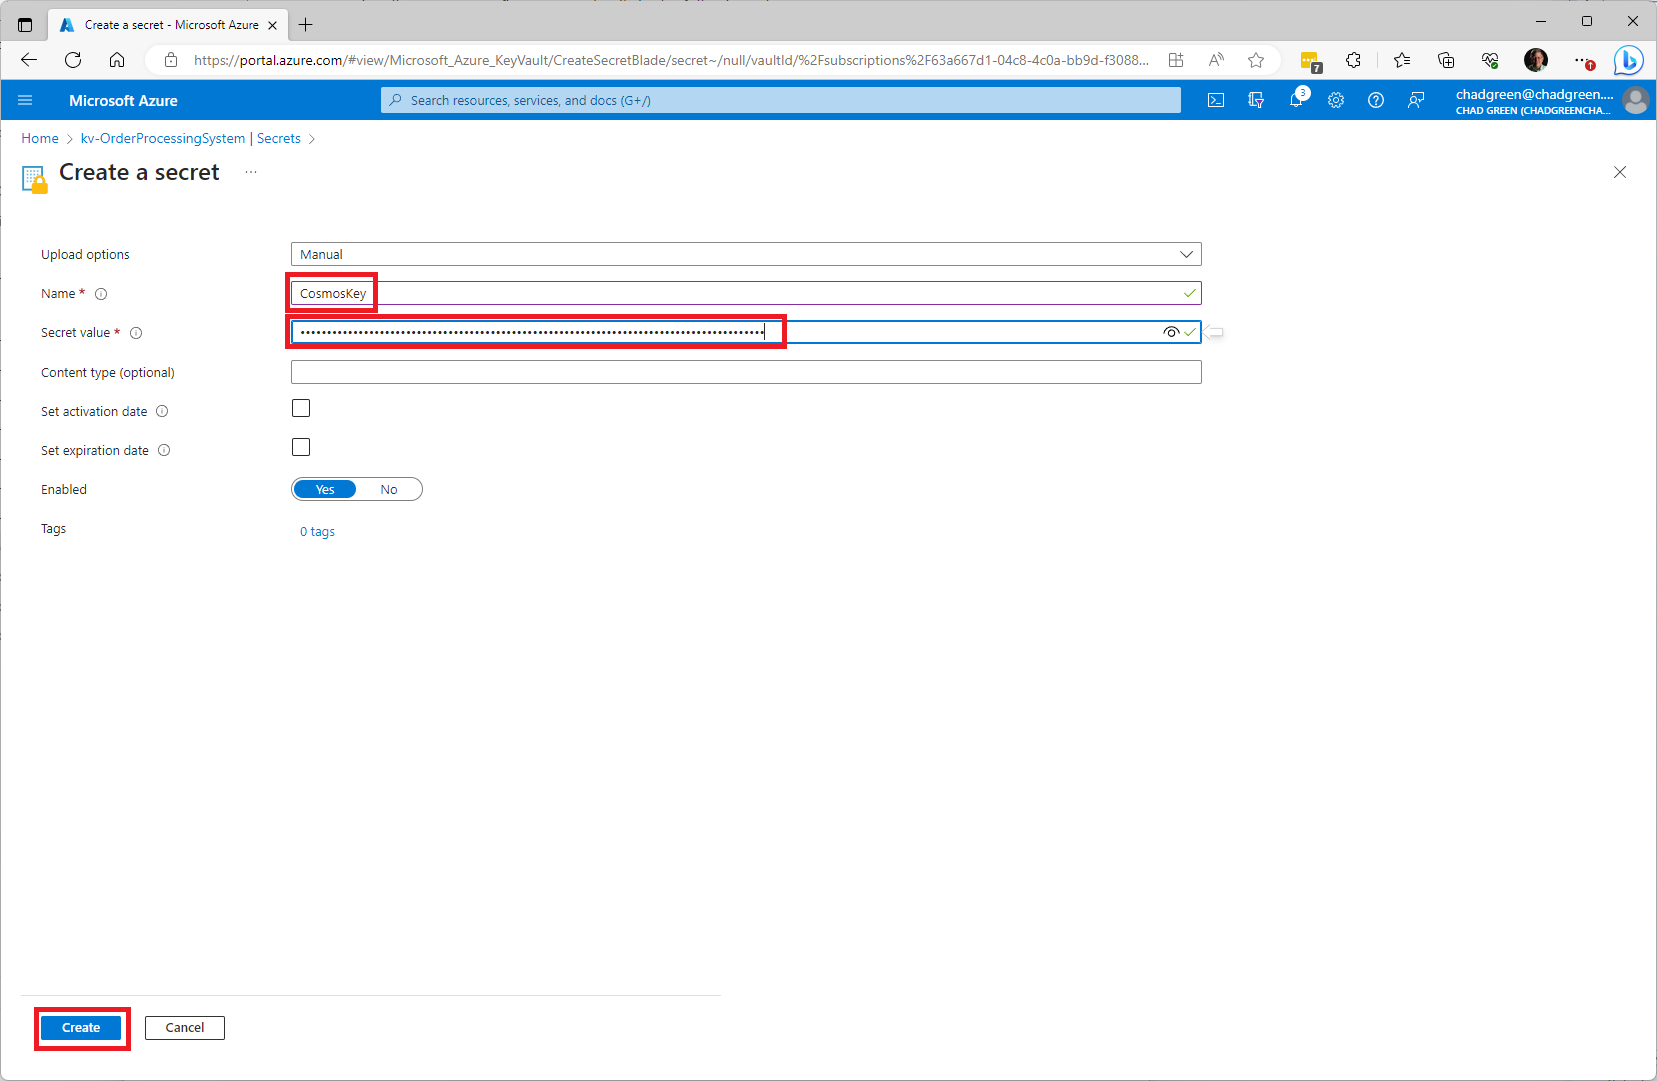 Create a secret - Microsoft Azure
https://portal.azure.com/#view/Microsoft_Azure_KeyVault/CreateSecretBlade/secret~/null/vaultId/%2Fsubscriptions%2F63a667d1-04c8-4c0a-bb9d-f3088...
7
Microsoft Azure
Search resources, services, and docs (G+/)
3
chadgreen@chadgreen....
CHAD GREEN (CHADGREENCHA...
Home > kv-OrderProcessingSystem | Secrets >
Create a secret ...
Upload options Manual
Name * CosmosKey
Secret value *
Content type (optional)
Set activation date
Set expiration date
Enabled Yes No
Tags 0 tags
Create Cancel